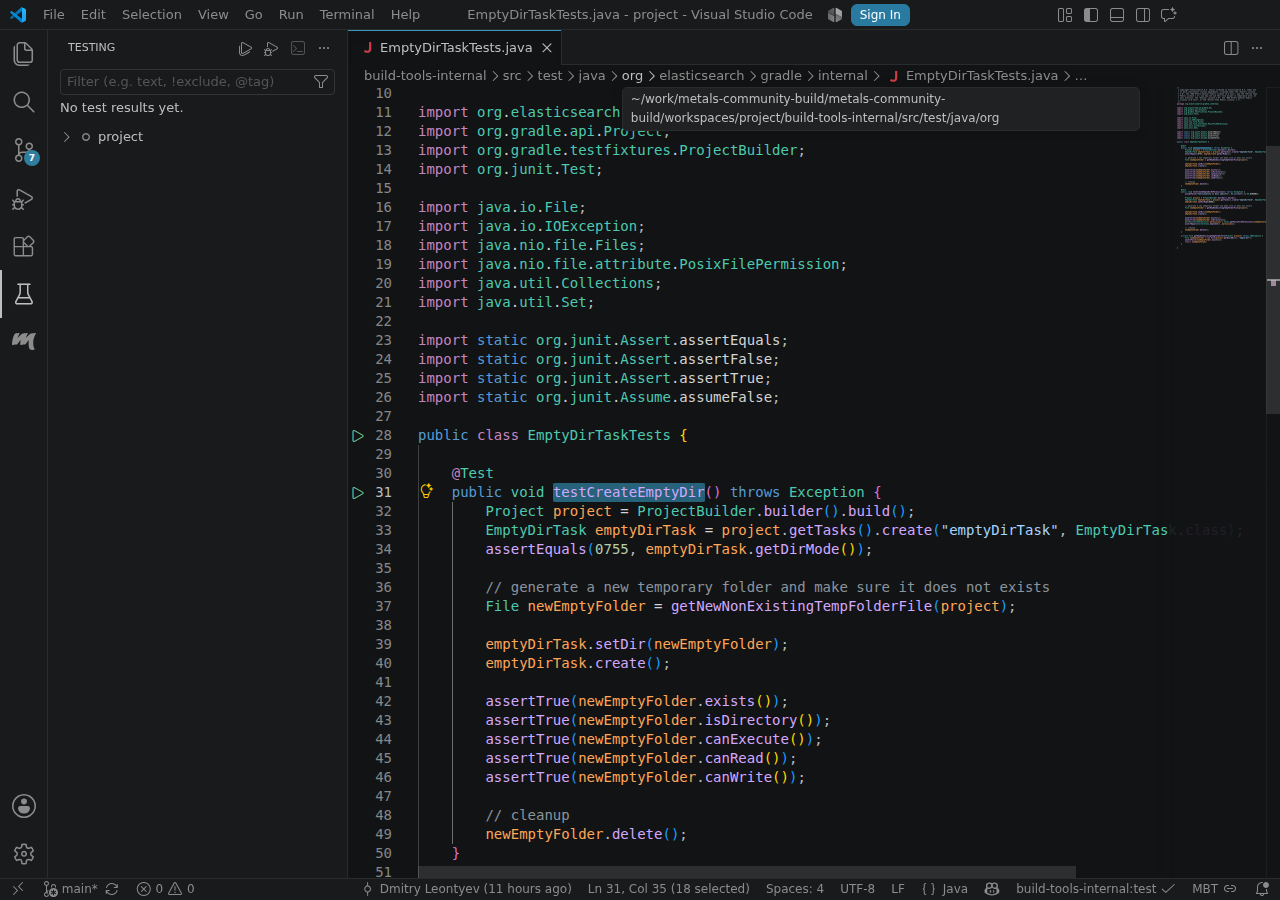 File Edit Selection View Go Run Terminal Help EmptyDirTaskTests.java - project - Visual Studio Code Sign In
TESTING
Filter (e.g. text, !exclude, @tag)
No test results yet.
project
7
EmptyDirTaskTests.java
build-tools-internal > src > test > java > org > elasticsearch > gradle > internal > EmptyDirTaskTests.java > ...
~/work/metals-community-build/metals-community-
build/workspaces/project/build-tools-internal/src/test/java/org
10
11 import org.elasticsearch
12 import org.gradle.api.Project;
13 import org.gradle.testfixtures.ProjectBuilder;
14 import org.junit.Test;
15
16 import java.io.File;
17 import java.io.IOException;
18 import java.nio.file.Files;
19 import java.nio.file.attribute.PosixFilePermission;
20 import java.util.Collections;
21 import java.util.Set;
22
23 import static org.junit.Assert.assertEquals;
24 import static org.junit.Assert.assertFalse;
25 import static org.junit.Assert.assertTrue;
26 import static org.junit.Assume.assumeFalse;
27
28 public class EmptyDirTaskTests {
29
30 @Test
31 public void testCreateEmptyDir() throws Exception {
32 Project project = ProjectBuilder.builder().build();
33 EmptyDirTask emptyDirTask = project.getTasks().create("emptyDirTask", EmptyDirTask.class);
34 assertEquals(0755, emptyDirTask.getDirMode());
35
36 // generate a new temporary folder and make sure it does not exists
37 File newEmptyFolder = getNewNonExistingTempFolderFile(project);
38
39 emptyDirTask.setDir(newEmptyFolder);
40 emptyDirTask.create();
41
42 assertTrue(newEmptyFolder.exists());
43 assertTrue(newEmptyFolder.isDirectory());
44 assertTrue(newEmptyFolder.canExecute());
45 assertTrue(newEmptyFolder.canRead());
46 assertTrue(newEmptyFolder.canWrite());
47
48 // cleanup
49 newEmptyFolder.delete();
50 }
51
main* 0 0 Dmitry Leontyev (11 hours ago) Ln 31, Col 35 (18 selected) Spaces: 4 UTF-8 LF { } Java build-tools-internal:test MBT